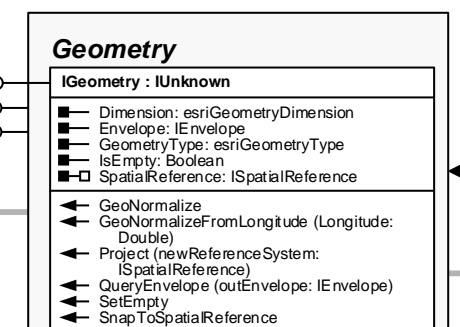 Geometry
IGeometry : IUnknown
Dimension: esriGeometryDimension
Envelope: IEnvelope
GeometryType: esriGeometryType
IsEmpty: Boolean
SpatialReference: ISpatialReference
GeoNormalize
GeoNormalizeFromLongitude (Longitude:
Double)
Project (newReferenceSystem:
ISpatialReference)
QueryEnvelope (outEnvelope: IEnvelope)
SetEmpty
SnapToSpatialReference